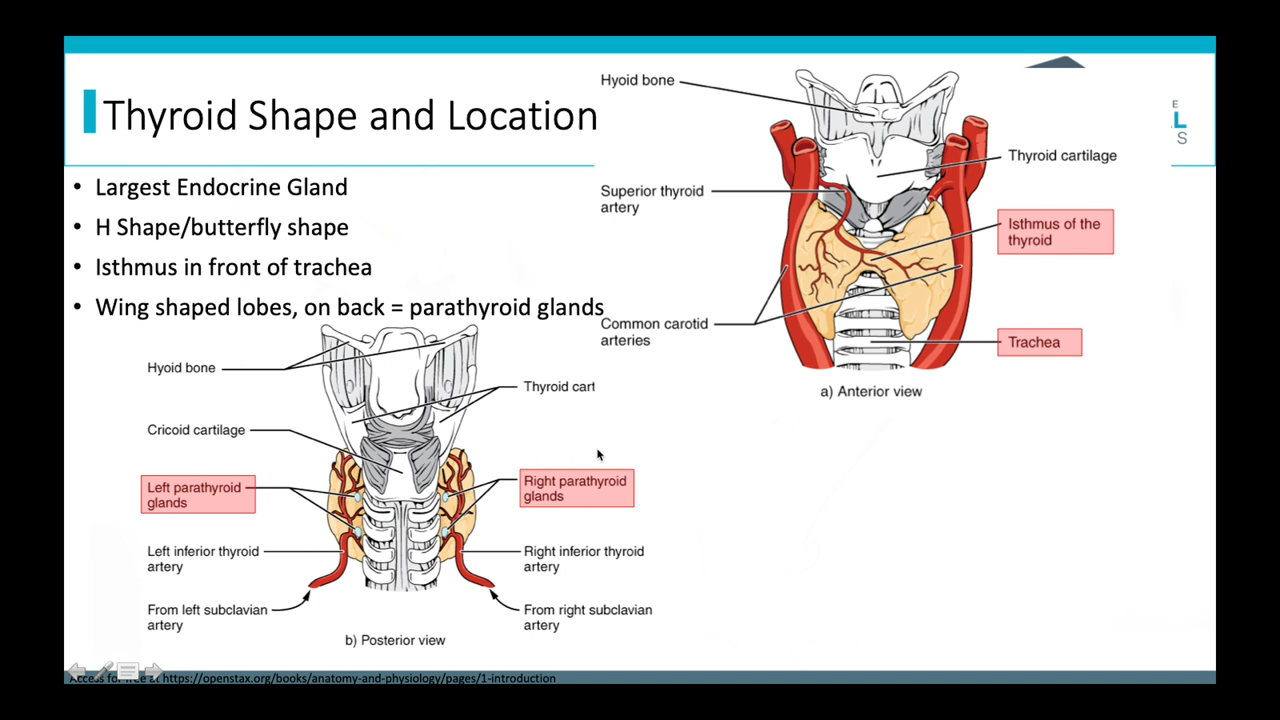 Thyroid Shape and Location
• Largest Endocrine Gland
• H Shape/butterfly shape
• Isthmus in front of trachea
• Wing shaped lobes, on back = parathyroid glands
Hyoid bone
Thyroid cartilage
Superior thyroid
artery
Isthmus of the
thyroid
Common carotid
arteries
Trachea
a) Anterior view
E
L
S
Hyoid bone
Thyroid cart
Cricoid cartilage
Left parathyroid
glands
Right parathyroid
glands
Left inferior thyroid
artery
Right inferior thyroid
artery
From left subclavian
artery
From right subclavian
artery
b) Posterior view
Access for free at https://openstax.org/books/anatomy-and-physiology/pages/1-introduction